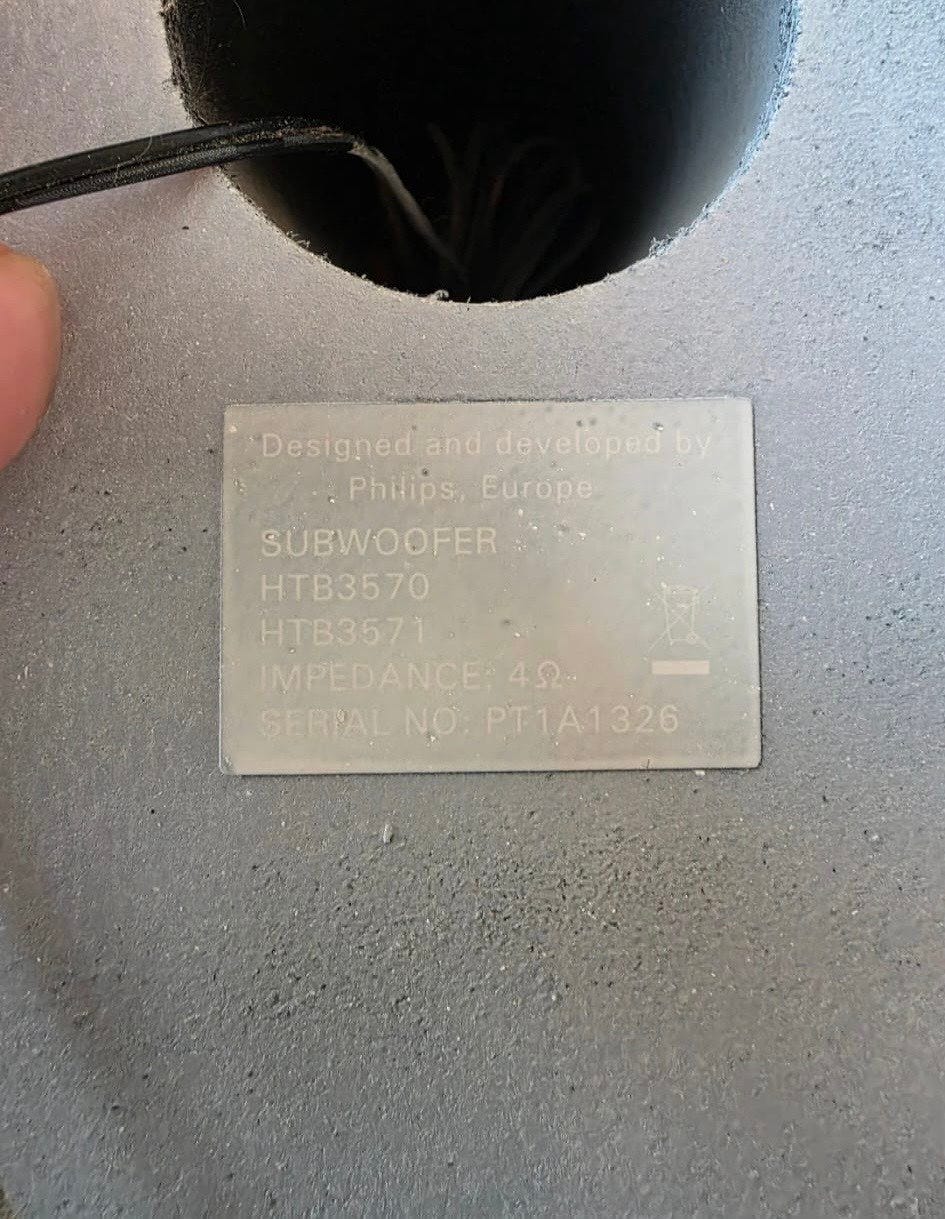 Designed and developed by
Philips, Europe
SUBWOOFER
HTB3570
HTB3571
IMPEDANCE: 4Ω
SERIAL NO: PT1A1326